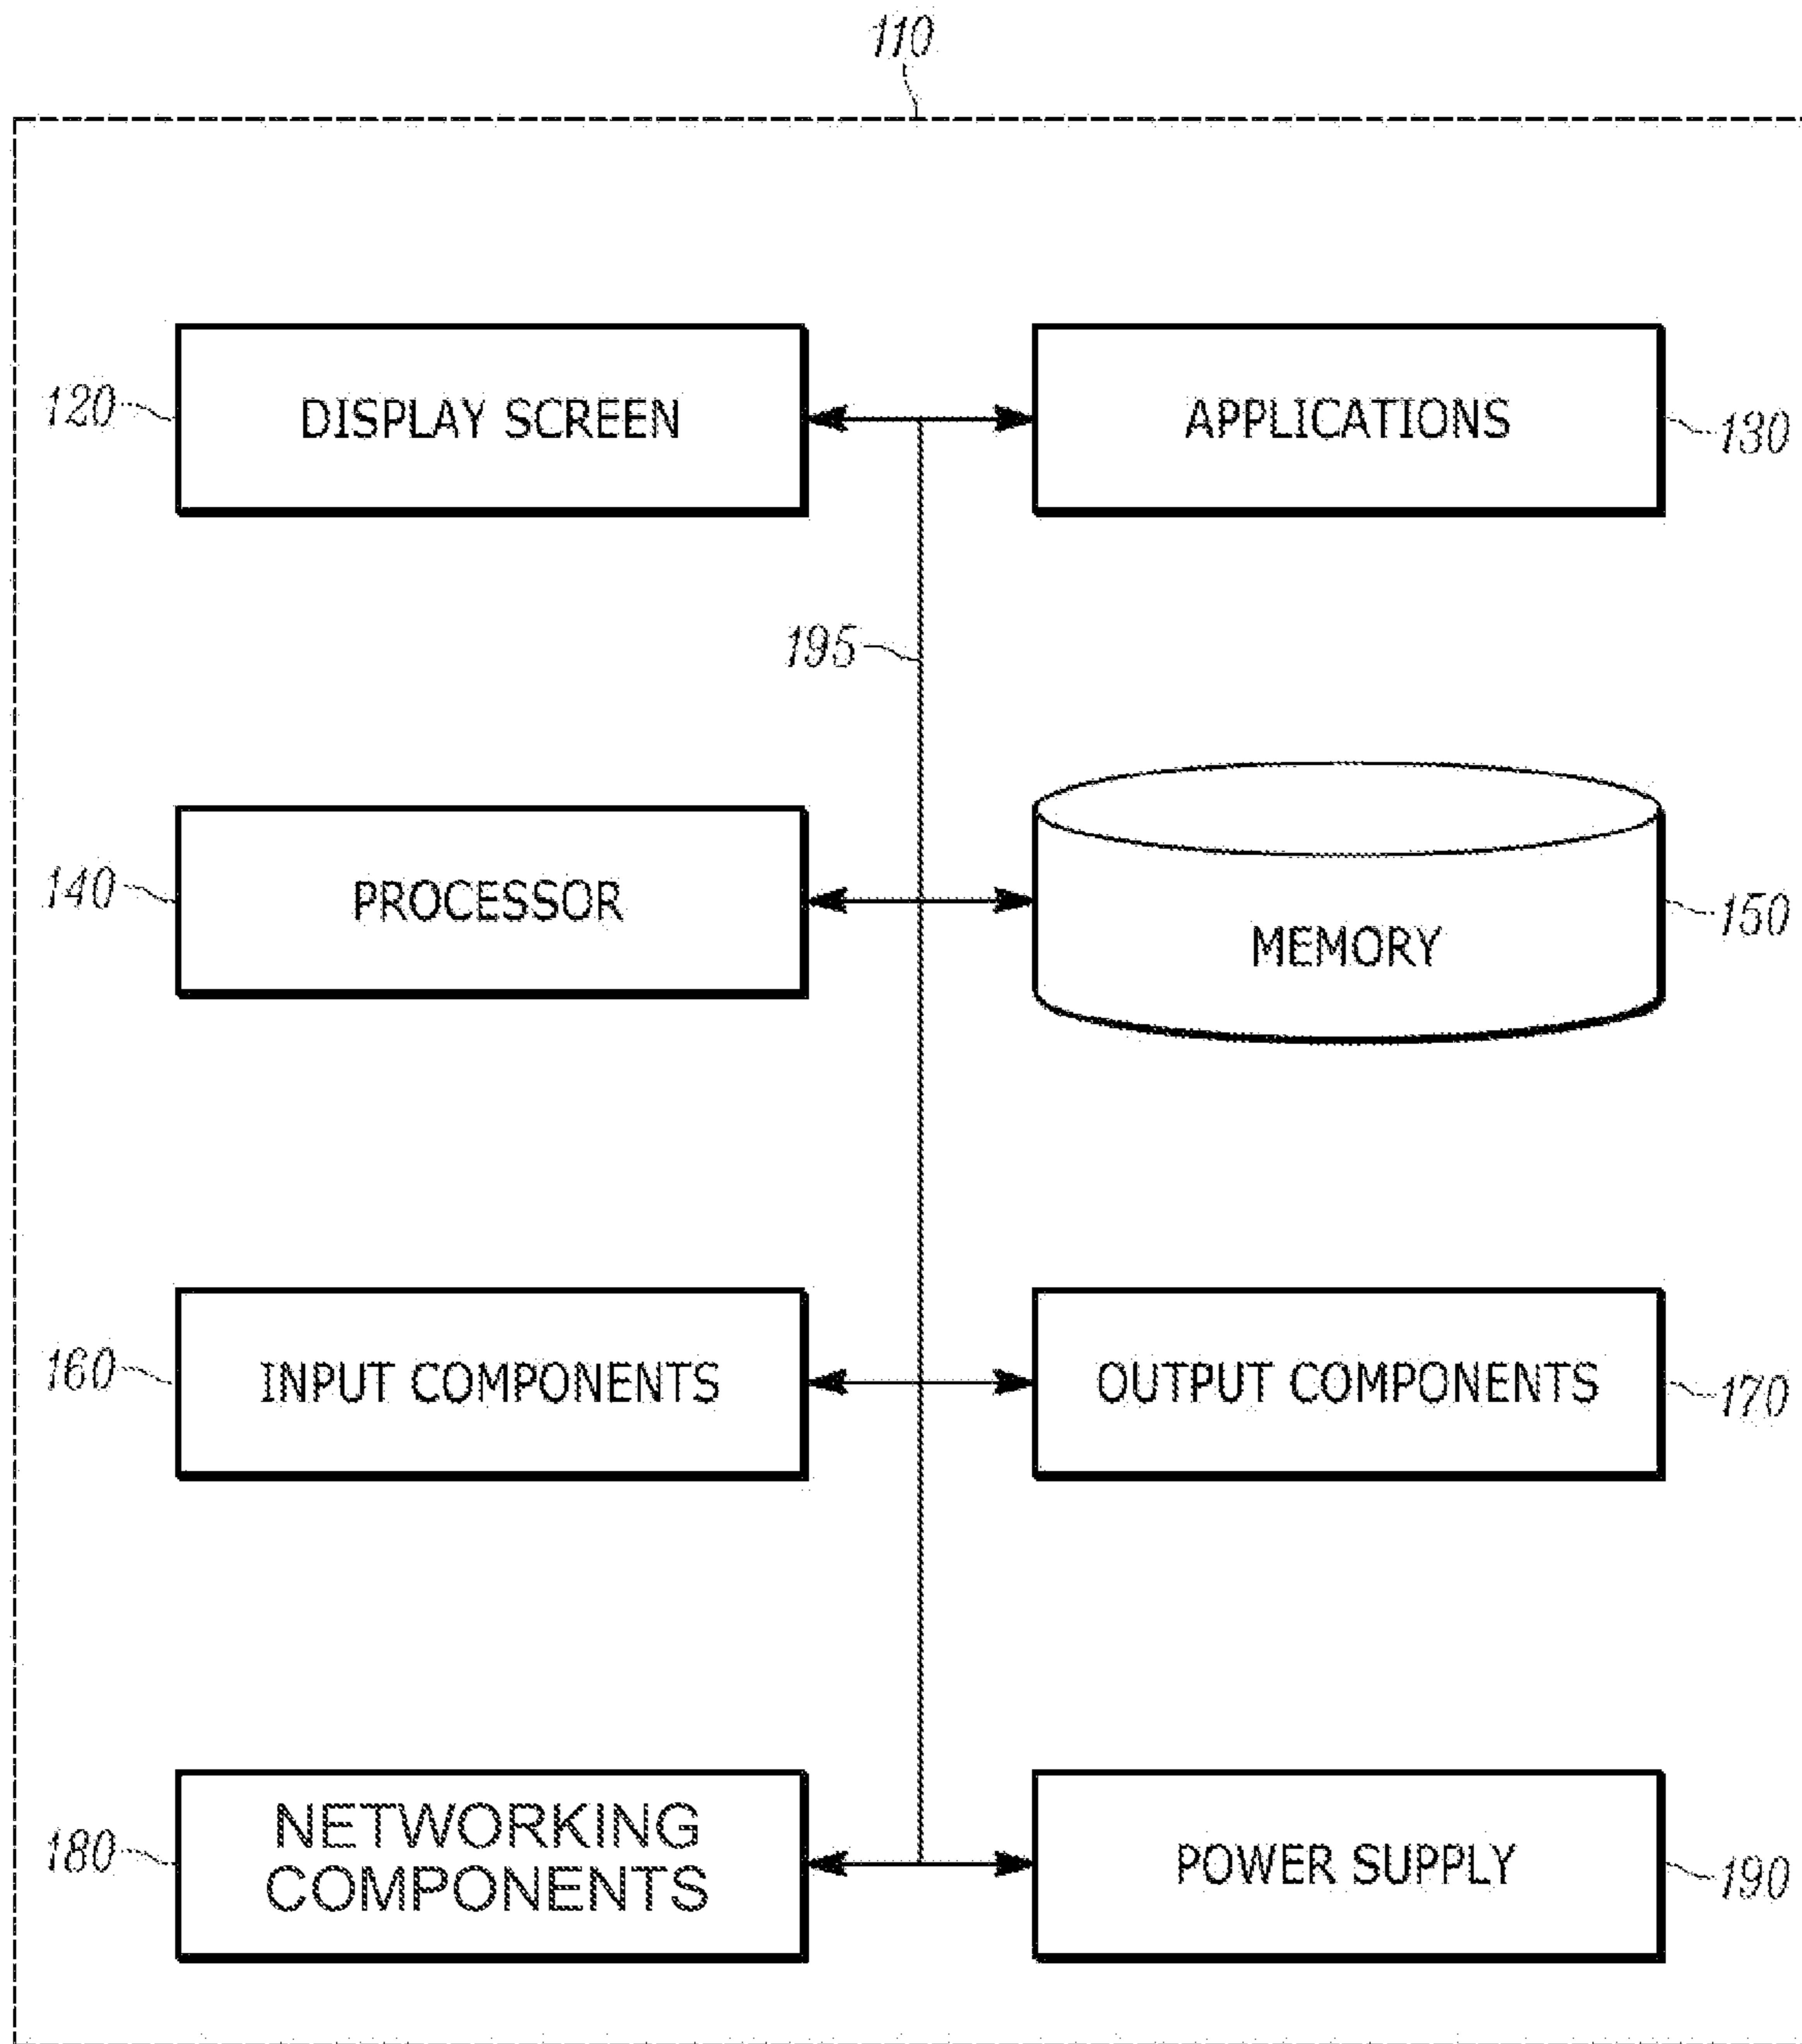 110
120
DISPLAY SCREEN
APPLICATIONS
130
195
140
PROCESSOR
MEMORY
150
160
INPUT COMPONENTS
OUTPUT COMPONENTS
170
180
NETWORKING
COMPONENTS
POWER SUPPLY
190